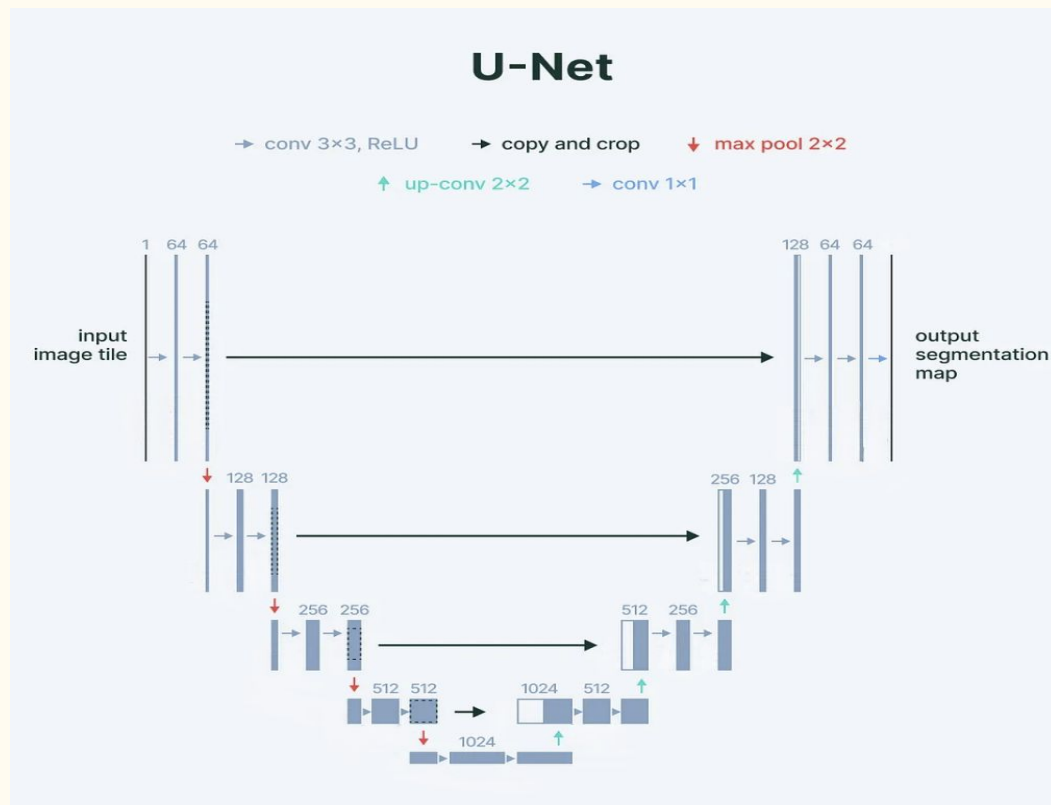 U-Net
conv 3×3, ReLU copy and crop max pool 2×2
up-conv 2×2 conv 1×1
1 64 64 128 64 64
input
image tile
output
segmentation
map
128 128 256 128
256 256 512 256
512 512 1024 512
1024